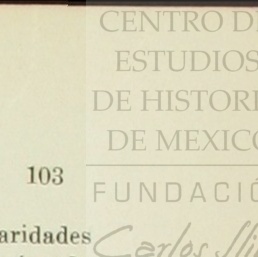 CENTRO D
ESTUDIOS
DE HISTORI
DE MEXICO
FUNDACIÓ
Carlos Sli
103
aridades